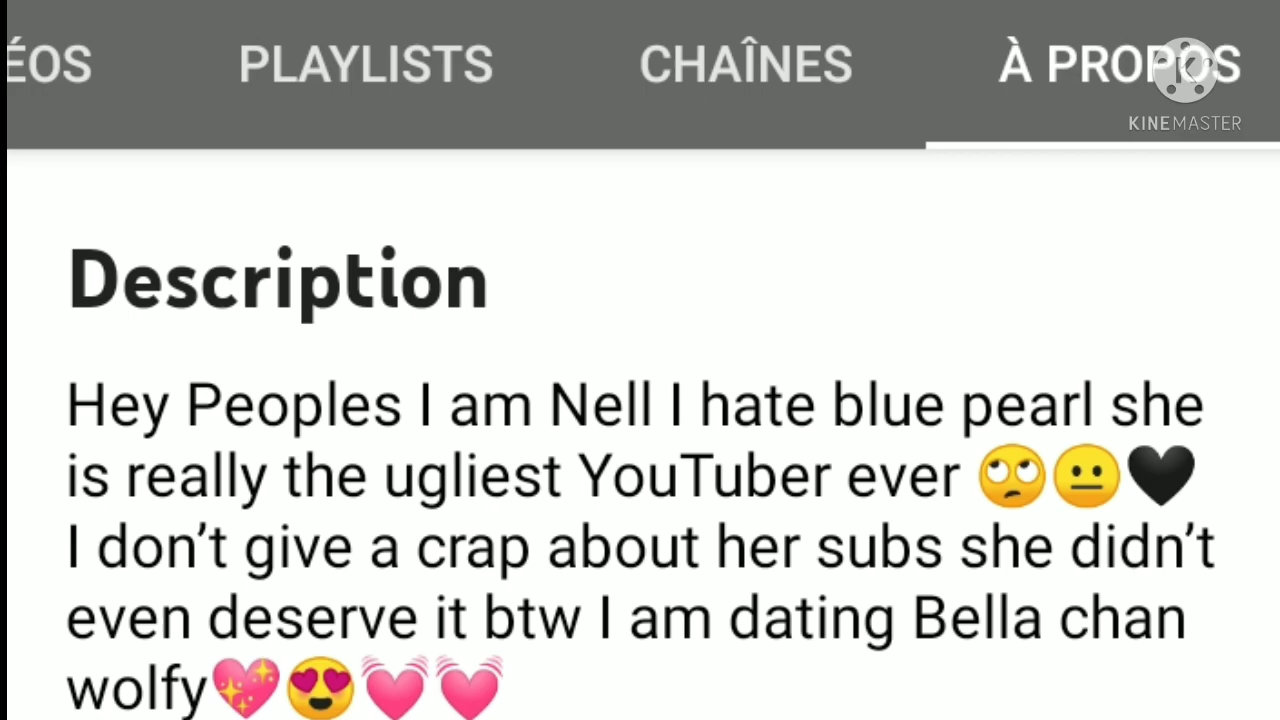 ÉOS PLAYLISTS CHAÎNES À PROPOS
KINEMASTER
Description
Hey Peoples I am Nell I hate blue pearl she
is really the ugliest YouTuber ever 🙄😐🖤
I don’t give a crap about her subs she didn’t
even deserve it btw I am dating Bella chan
wolfy💖😍💓💓